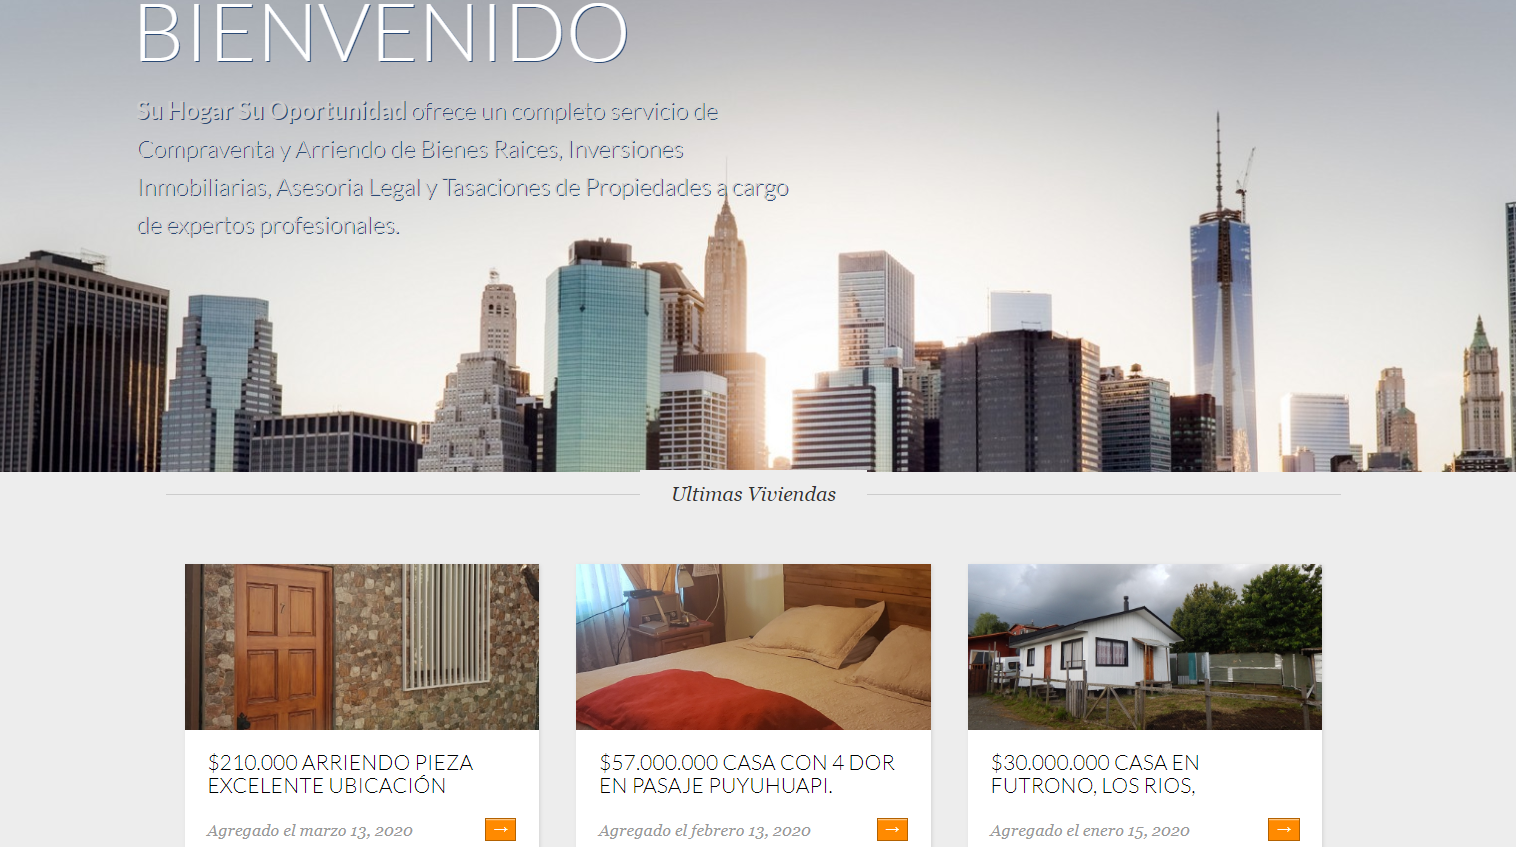 BIENVENIDO
Su Hogar Su Oportunidad ofrece un completo servicio de
Compraventa y Arriendo de Bienes Raices, Inversiones
Inmobiliarias, Asesoria Legal y Tasaciones de Propiedades a cargo
de expertos profesionales.
Ultimas Viviendas
$210.000 ARRIENDO PIEZA
EXCELENTE UBICACIÓN
Agregado el marzo 13, 2020 →
$57.000.000 CASA CON 4 DOR
EN PASAJE PUYUHUAPI.
Agregado el febrero 13, 2020 →
$30.000.000 CASA EN
FUTRONO, LOS RIOS,
Agregado el enero 15, 2020 →